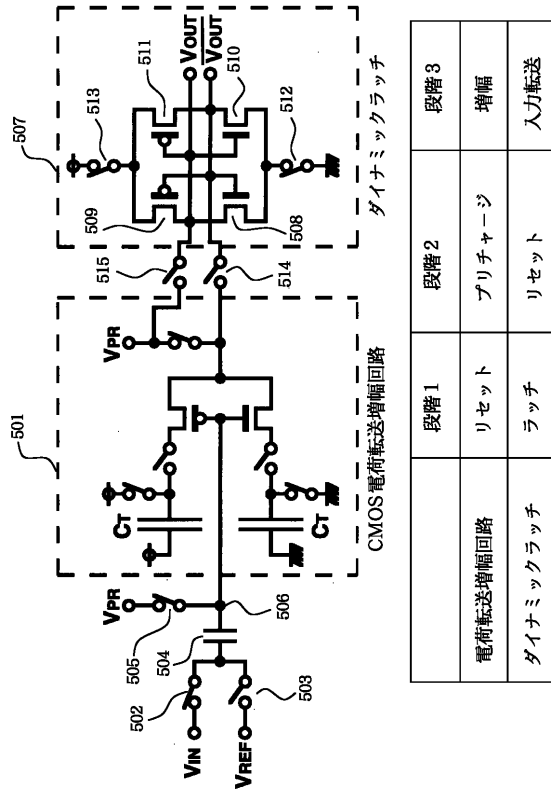 501
507
513
511
509
510
508
512
515
514
VOUT
VOUT
ダイナミックラッチ
VPR
CT
CT
CMOS電荷転送増幅回路
VPR
505
506
504
502
503
VIN
VREF
段階1
段階2
段階3
電荷転送増幅回路
リセット
プリチャージ
増幅
ダイナミックラッチ
ラッチ
リセット
入力転送